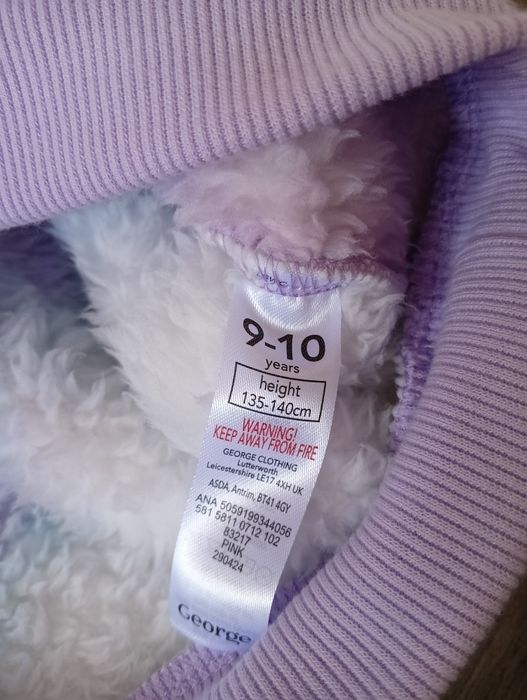 9-10
years
height
135-140cm
WARNING!
KEEP AWAY FROM FIRE
GEORGE CLOTHING
Lutterworth
Leicestershire LE17 4XH UK
ASDA, Antrim, BT41 4GY
ANA 5059199344056
581 5811 0712 102
83217
PINK
290424
George